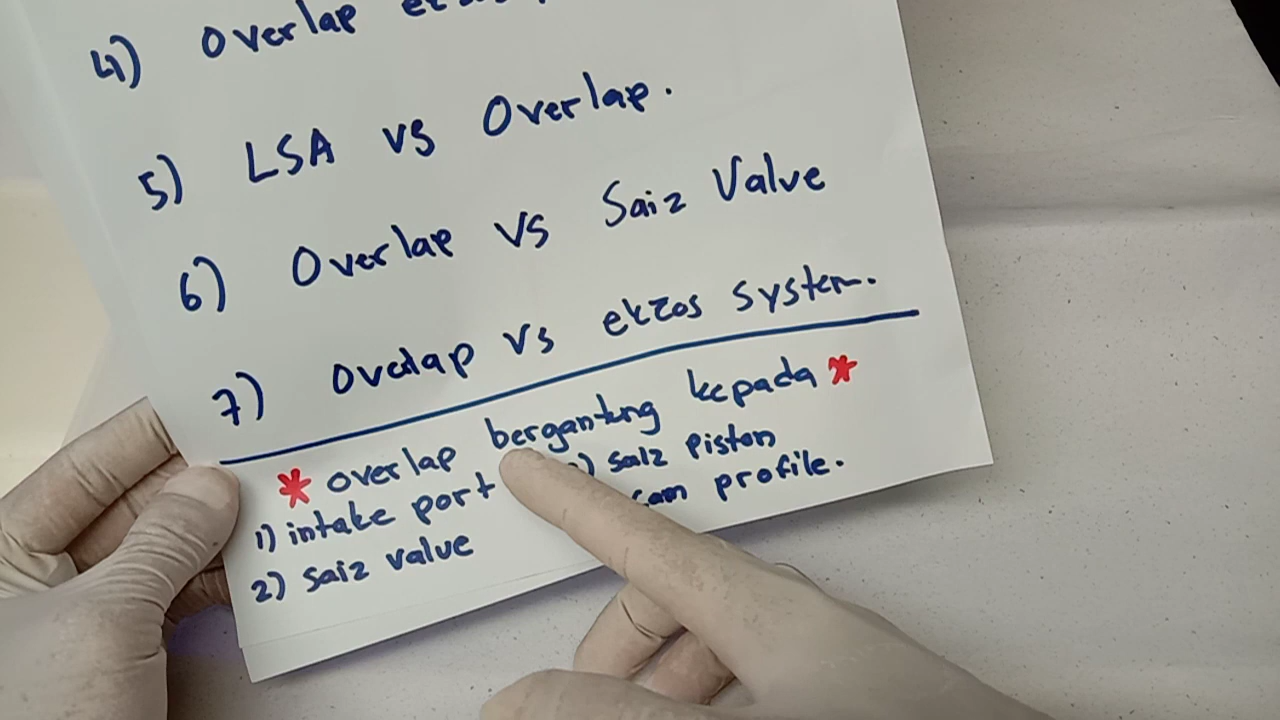 4) Overlap
5) LSA vs Overlap.
6) Overlap vs Saiz Valve
7) Overlap vs ekzos system.
* overlap bergantung kepada *
1) intake port ) saiz piston
2) saiz value cam profile.